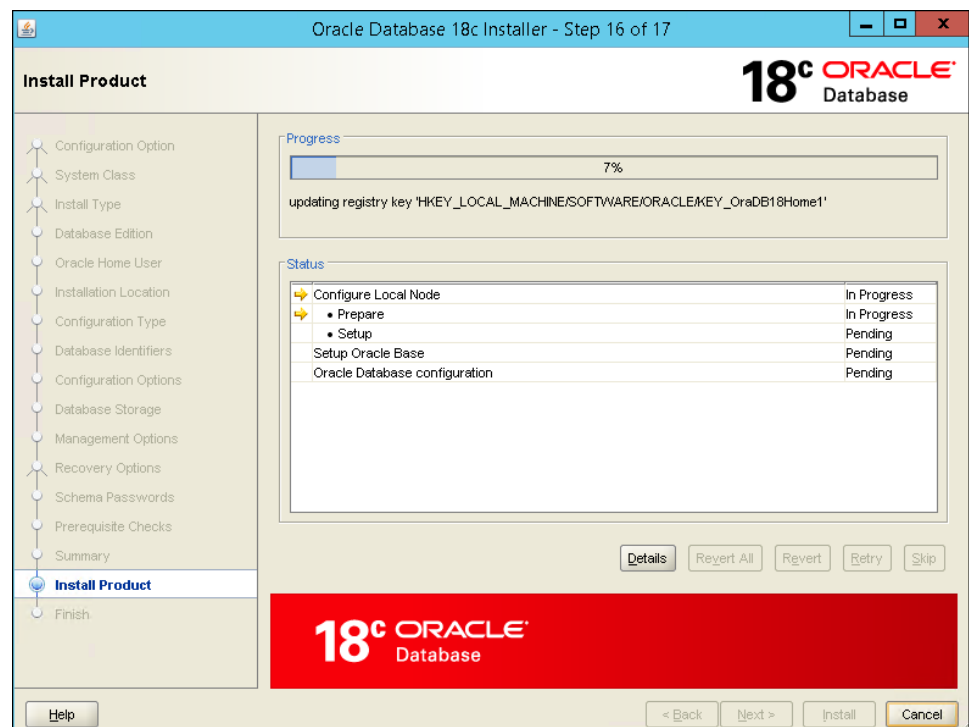 Oracle Database 18c Installer - Step 16 of 17
Install Product
18c ORACLE
Database
Configuration Option
System Class
Install Type
Database Edition
Oracle Home User
Installation Location
Configuration Type
Database Identifiers
Configuration Options
Database Storage
Management Options
Recovery Options
Schema Passwords
Prerequisite Checks
Summary
Install Product
Finish
Progress
7%
updating registry key 'HKEY_LOCAL_MACHINE/SOFTWARE/ORACLE/KEY_OraDB18Home1'
Status
Configure Local Node In Progress
• Prepare In Progress
• Setup Pending
Setup Oracle Base Pending
Oracle Database configuration Pending
Details Revert All Revert Retry Skip
18c ORACLE
Database
Help < Back Next > Install Cancel